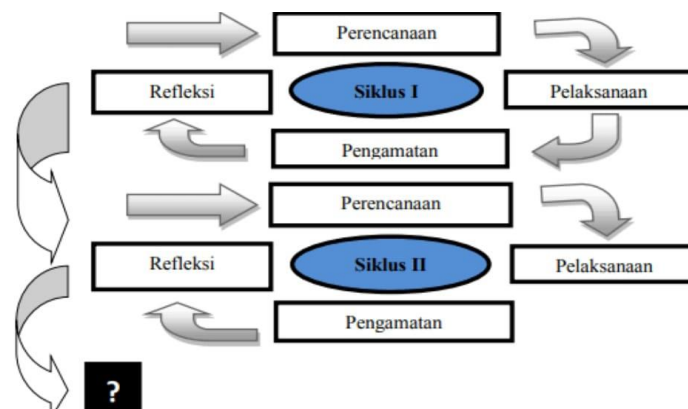 Perencanaan
Refleksi
Siklus I
Pelaksanaan
Pengamatan
Perencanaan
Refleksi
Siklus II
Pelaksanaan
Pengamatan
?